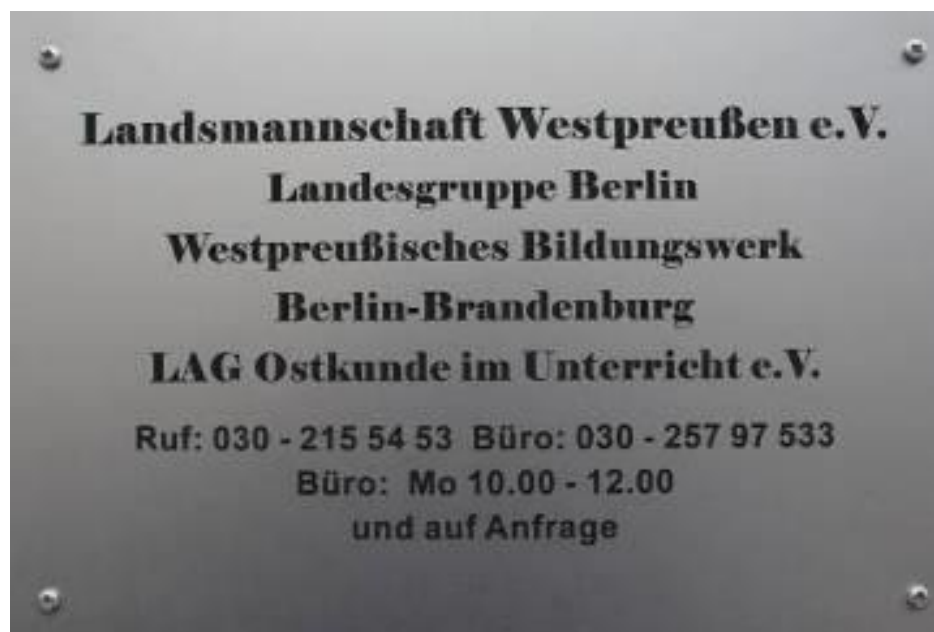 Landsmannschaft Westpreußen e.V.
Landesgruppe Berlin
Westpreußisches Bildungswerk
Berlin-Brandenburg
LAG Ostkunde im Unterricht e.V.
Ruf: 030 - 215 54 53 Büro: 030 - 257 97 533
Büro: Mo 10.00 - 12.00
und auf Anfrage